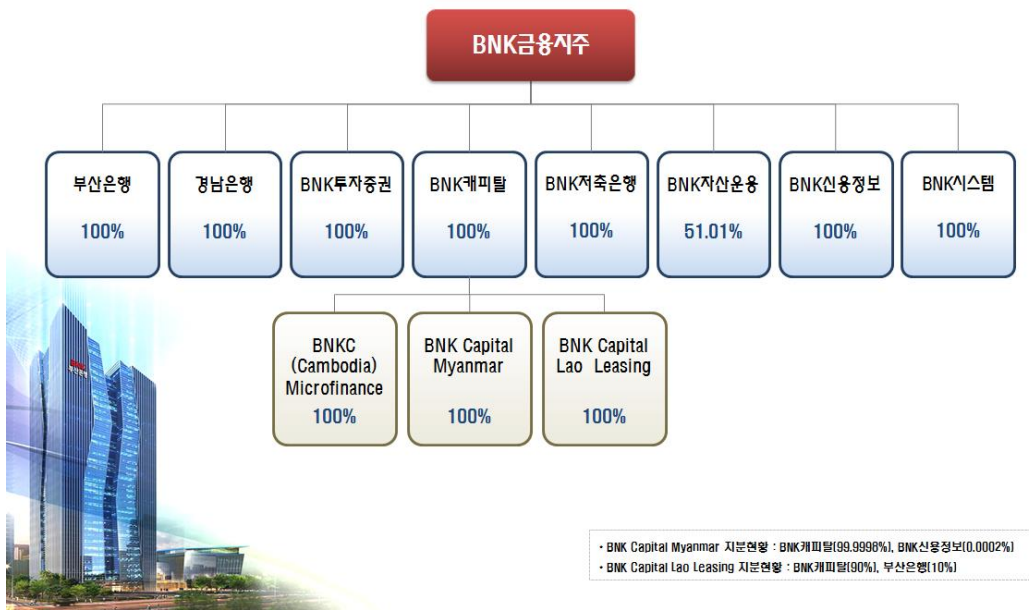 BNK금융지주
부산은행
100%
경남은행
100%
BNK투자증권
100%
BNK캐피탈
100%
BNK저축은행
100%
BNK자산운용
51.01%
BNK신용정보
100%
BNK시스템
100%
BNKC
(Cambodia)
Microfinance
100%
BNK Capital
Myanmar
100%
BNK Capital
Lao Leasing
100%
BNK
부산은행
• BNK Capital Myanmar 지분현황 : BNK캐피탈(99.9998%), BNK신용정보(0.0002%)
• BNK Capital Lao Leasing 지분현황 : BNK캐피탈(90%), 부산은행(10%)